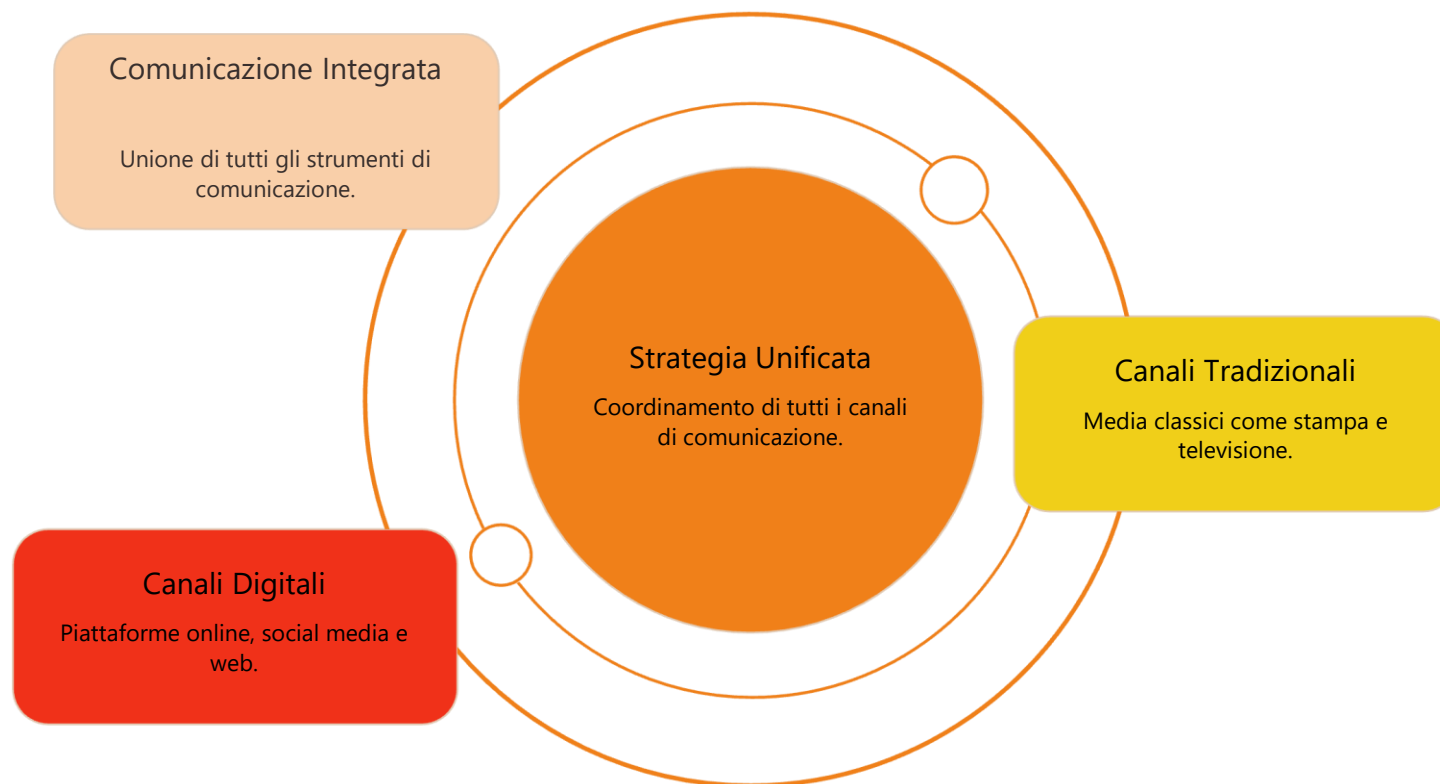 Comunicazione Integrata
Unione di tutti gli strumenti di
comunicazione.
Strategia Unificata
Coordinamento di tutti i canali
di comunicazione.
Canali Tradizionali
Media classici come stampa e
televisione.
Canali Digitali
Piattaforme online, social media e
web.